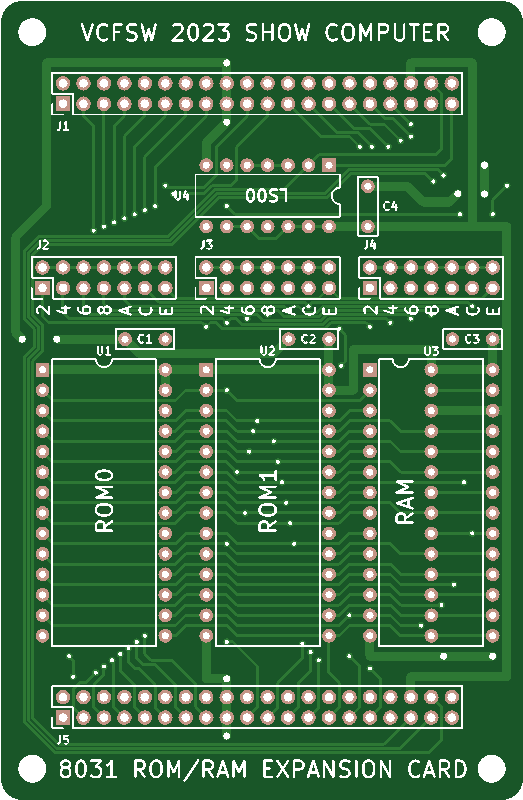 VCFSW 2023 SHOW COMPUTER
J1
U4
LS00
C4
J2
J3
J4
2 4 6 8 A C E
2 4 6 8 A C E
2 4 6 8 A C E
C1
C2
C3
U1
U2
U3
ROM0
ROM1
RAM
J5
8031 ROM/RAM EXPANSION CARD